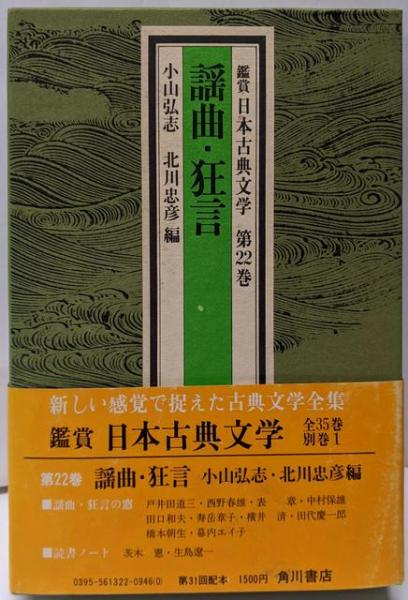 鑑賞 日本古典文学 第22巻
謡曲・狂言
小山弘志 北川忠彦 編
新しい感覚で捉えた古典文学全集
鑑賞 日本古典文学 全35巻 別巻1
第22巻 謡曲・狂言 小山弘志・北川忠彦編
■謡曲・狂言の窓 戸井田道三・西野春雄・表 章・中村保雄
田口和夫・寿岳章子・横井 清・田代慶一郎
橋本朝生・幕内エイ子
■読書ノート 茨木 憲・生島遼一
0395-561322-0946(0) 第31回配本 1500円 角川書店